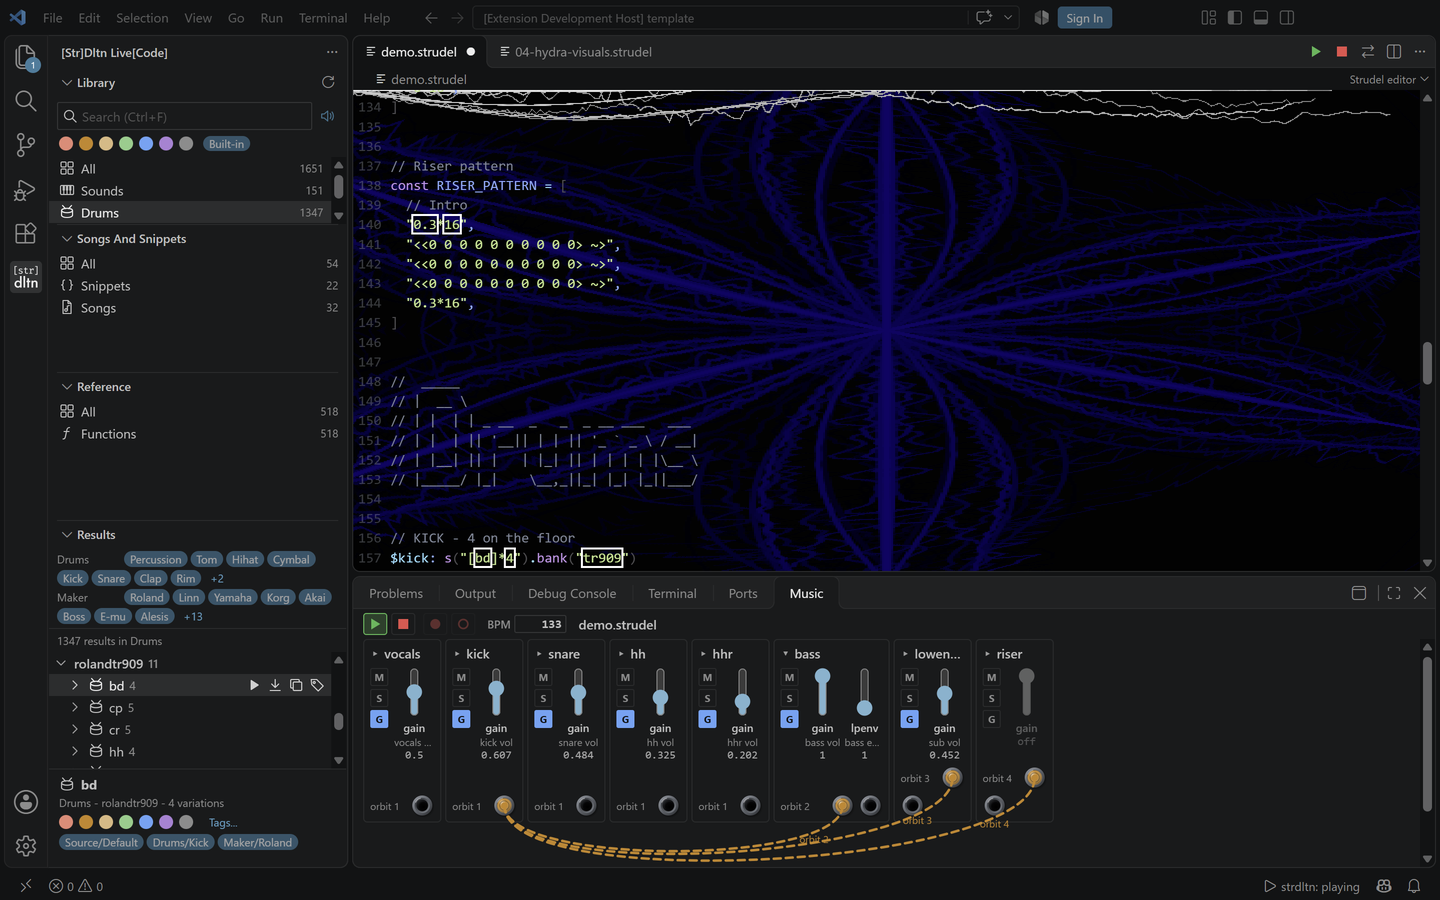 File Edit Selection View Go Run Terminal Help
[Extension Development Host] template
Sign In
1
[str]
dltn
[Str]Dltn Live[Code]
Library
Search (Ctrl+F)
Built-in
All 1651
Sounds 151
Drums 1347
Songs And Snippets
All 54
Snippets 22
Songs 32
Reference
All 518
Functions 518
Results
Drums Percussion Tom Hihat Cymbal
Kick Snare Clap Rim +2
Maker Roland Linn Yamaha Korg Akai
Boss E-mu Alesis +13
1347 results in Drums
rolandtr909 11
bd 4
cp 5
cr 5
hh 4
bd
Drums - rolandtr909 - 4 variations
Tags...
Source/Default Drums/Kick Maker/Roland
demo.strudel 04-hydra-visuals.strudel
demo.strudel Strudel editor
134 ]
135
136
137 // Riser pattern
138 const RISER_PATTERN = [
139 // Intro
140 "0.3*16",
141 "<<0 0 0 0 0 0 0 0 0 0> ~>",
142 "<<0 0 0 0 0 0 0 0 0 0> ~>",
143 "<<0 0 0 0 0 0 0 0 0 0> ~>",
144 "0.3*16",
145 ]
146
147
148 //
149 //
150 //
151 //
152 //
153 //
154
155
156 // KICK - 4 on the floor
157 $kick: s("[bd]*4").bank("tr909")
Problems Output Debug Console Terminal Ports Music
BPM 133 demo.strudel
vocals kick snare hh hhr bass lowen... riser
M M M M M M M M
S S S S S S S S
G G G G G G G G
gain gain gain gain gain gain lpenv gain gain
vocals ... kick vol snare vol hh vol hhr vol bass vol bass e... sub vol off
0.5 0.607 0.484 0.325 0.202 1 1 0.452
orbit 3 orbit 4
orbit 1 orbit 1 orbit 1 orbit 1 orbit 1 orbit 2
orbit 3 orbit 4
orbit 2
0 0
strdltn: playing